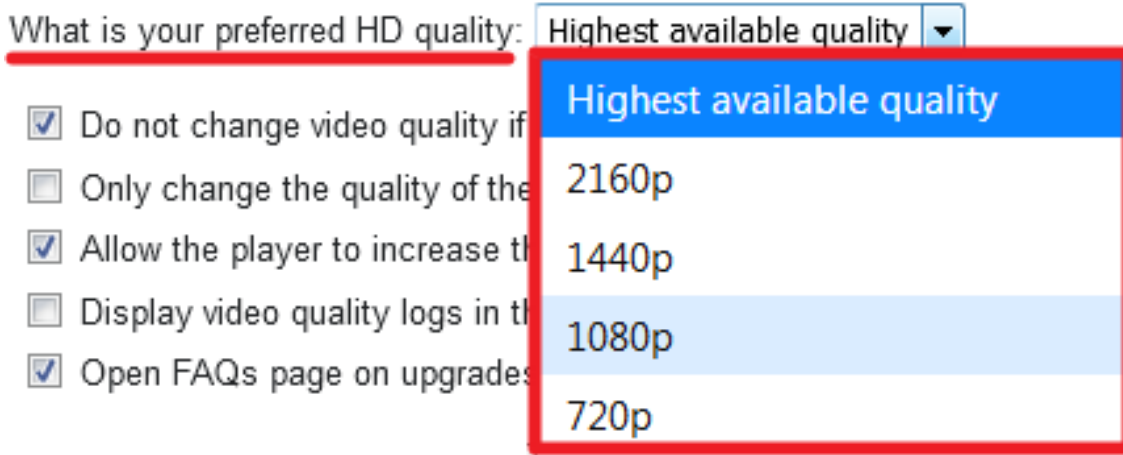 What is your preferred HD quality: Highest available quality
Highest available quality
Do not change video quality if
2160p
Only change the quality of the
1440p
Allow the player to increase
1080p
Display video quality logs in
Open FAQs page on upgrades
720p